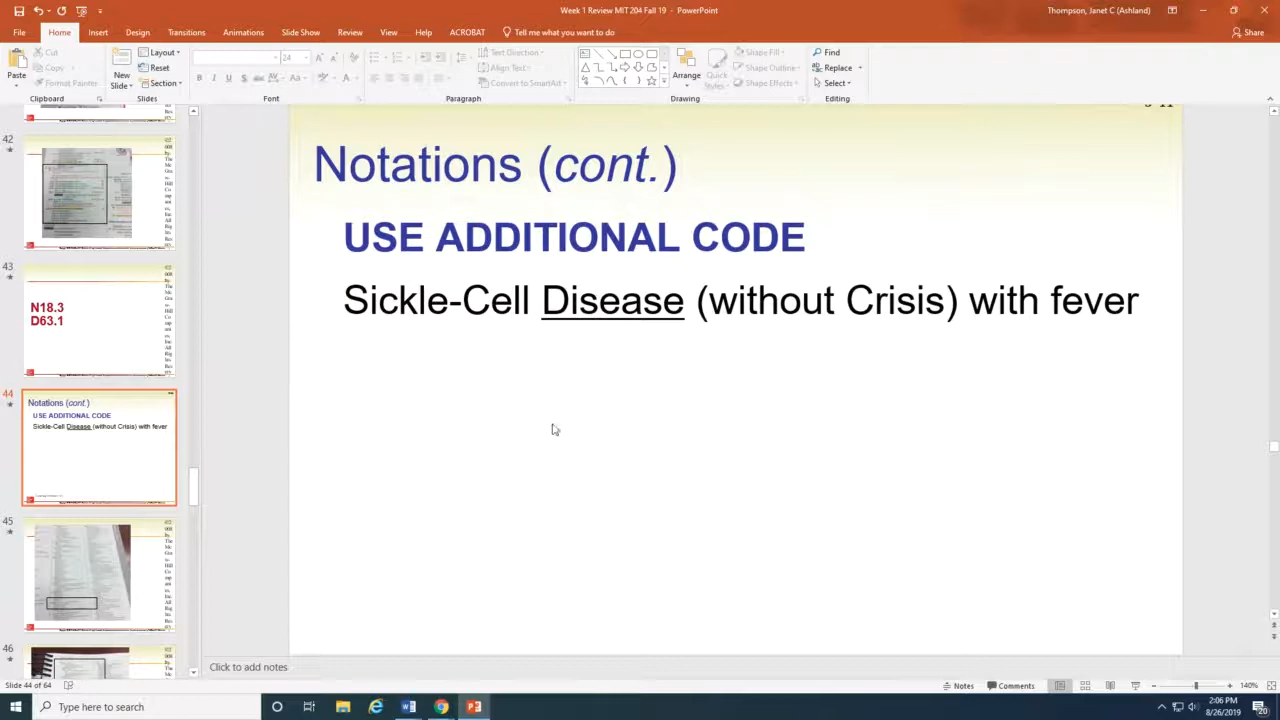 Week 1 Review MIT 204 Fall 19 - PowerPoint
Thompson, Janet C (Ashland)
File Home Insert Design Transitions Animations Slide Show Review View Help ACROBAT Tell me what you want to do
Share
Paste
Cut
Copy
Format Painter
Clipboard
New Slide
Layout
Reset
Section
Slides
24
Font
Text Direction
Align Text
Convert to SmartArt
Paragraph
Arrange
Quick Styles
Shape Fill
Shape Outline
Shape Effects
Drawing
Find
Replace
Select
Editing
42
43
N18.3
D63.1
44
Notations (cont.)
USE ADDITIONAL CODE
Sickle-Cell Disease (without Crisis) with fever
45
46
Notations (cont.)
USE ADDITIONAL CODE
Sickle-Cell Disease (without Crisis) with fever
Click to add notes
Slide 44 of 64
Notes
Comments
140%
Type here to search
2:06 PM
8/26/2019
20